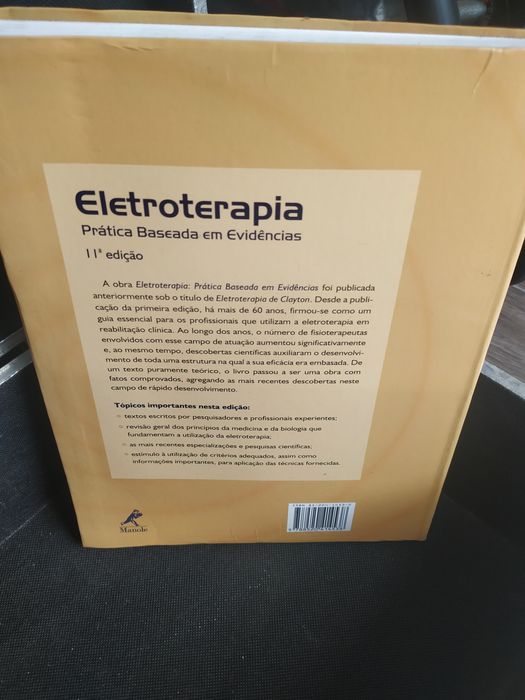 Eletroterapia
Prática Baseada em Evidências
11ª edição
A obra Eletroterapia: Prática Baseada em Evidências foi publicada
anteriormente sob o título de Eletroterapia de Clayton. Desde a publi-
cação da primeira edição, há mais de 60 anos, firmou-se como um
guia essencial para os profissionais que utilizam a eletroterapia em
reabilitação clínica. Ao longo dos anos, o número de fisioterapeutas
envolvidos com esse campo de atuação aumentou significativamente
e, ao mesmo tempo, descobertas científicas auxiliaram o desenvolvi-
mento de toda uma estrutura na qual a sua eficácia era embasada. De
um texto puramente teórico, o livro passou a ser uma obra com
fatos comprovados, agregando as mais recentes descobertas neste
campo de rápido desenvolvimento.
Tópicos importantes nesta edição:
textos escritos por pesquisadores e profissionais experientes;
revisão geral dos princípios da medicina e da biologia que
fundamentam a utilização da eletroterapia;
as mais recentes especializações e pesquisas científicas;
estímulo à utilização de critérios adequados, assim como
informações importantes, para aplicação das técnicas fornecidas.
Manole
ISBN